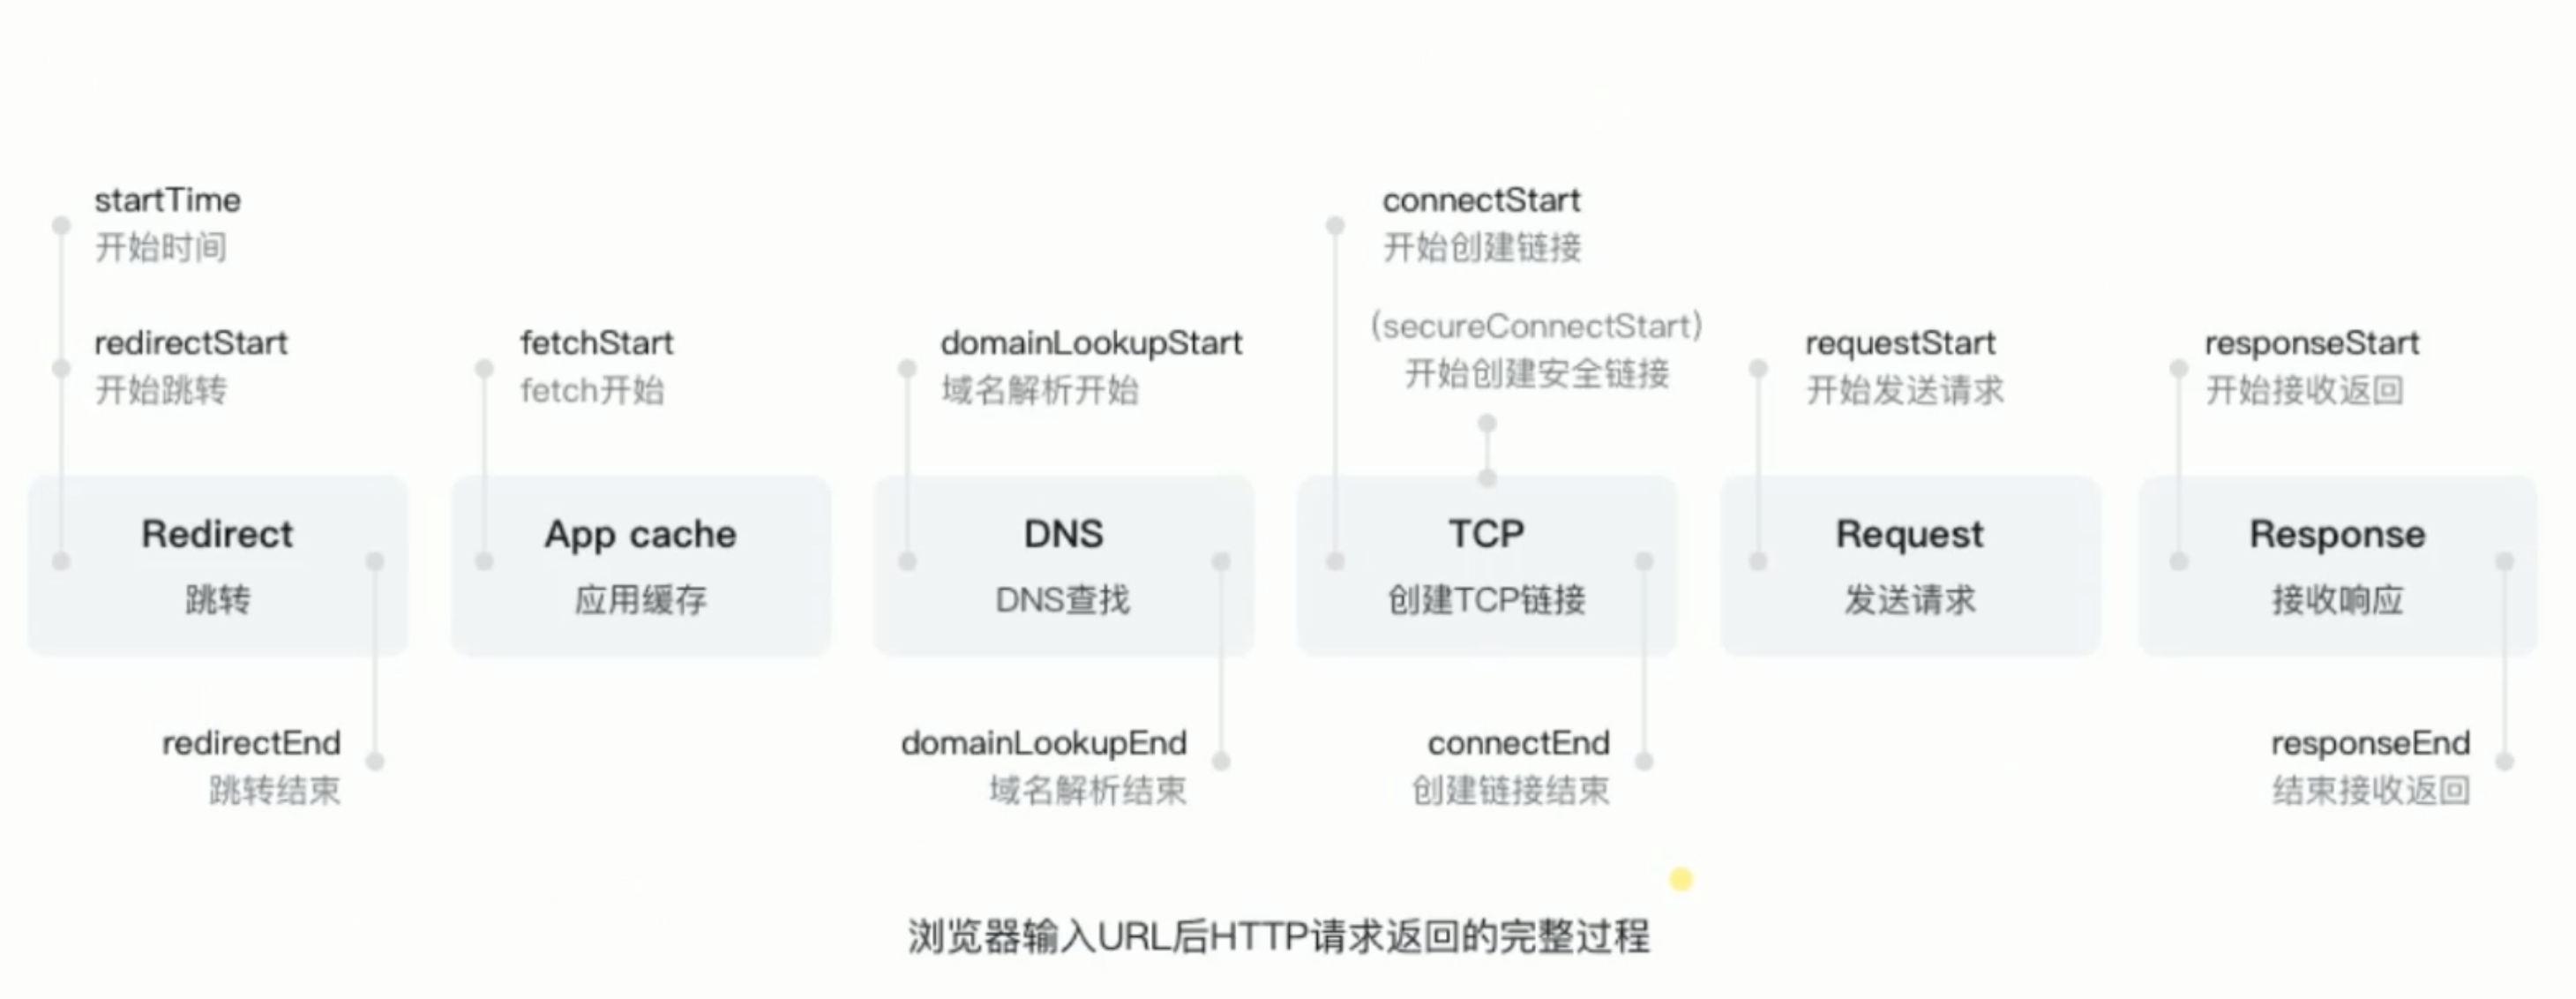 startTime
开始时间
redirectStart
开始跳转
fetchStart
fetch开始
domainLookupStart
域名解析开始
connectStart
开始创建链接
(secureConnectStart)
开始创建安全链接
requestStart
开始发送请求
responseStart
开始接收返回
Redirect
跳转
App cache
应用缓存
DNS
DNS查找
TCP
创建TCP链接
Request
发送请求
Response
接收响应
redirectEnd
跳转结束
domainLookupEnd
域名解析结束
connectEnd
创建链接结束
responseEnd
结束接收返回
浏览器输入URL后HTTP请求返回的完整过程